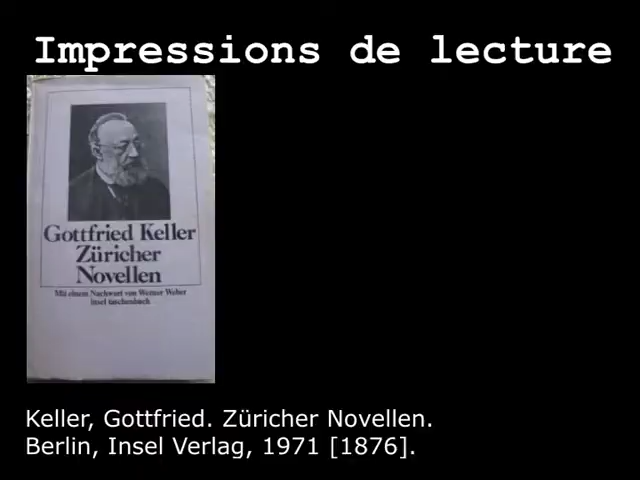 Impressions de lecture
Gottfried Keller
Züricher
Novellen
Mit einem Nachwort von Werner Weber
insel taschenbuch
Keller, Gottfried. Züricher Novellen.
Berlin, Insel Verlag, 1971 [1876].